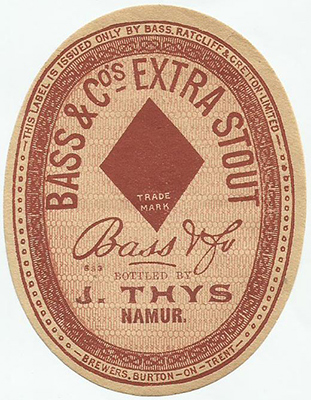 THIS LABEL IS ISSUED ONLY BY BASS, RATCLIFF & GRETTON, LIMITED
BASS & CO'S EXTRA STOUT
TRADE
MARK
Bass & Co
BOTTLED BY
J. THYS
NAMUR.
BREWERS, BURTON-ON-TRENT